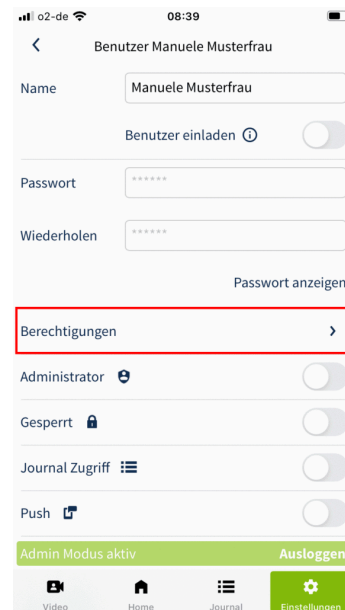 o2-de 08:39
Benutzer Manuele Musterfrau
Name Manuele Musterfrau
Benutzer einladen
Passwort ******
Wiederholen ******
Passwort anzeigen
Berechtigungen
Administrator
Gesperrt
Journal Zugriff
Push
Admin Modus aktiv Ausloggen
Video Home Journal Einstellungen